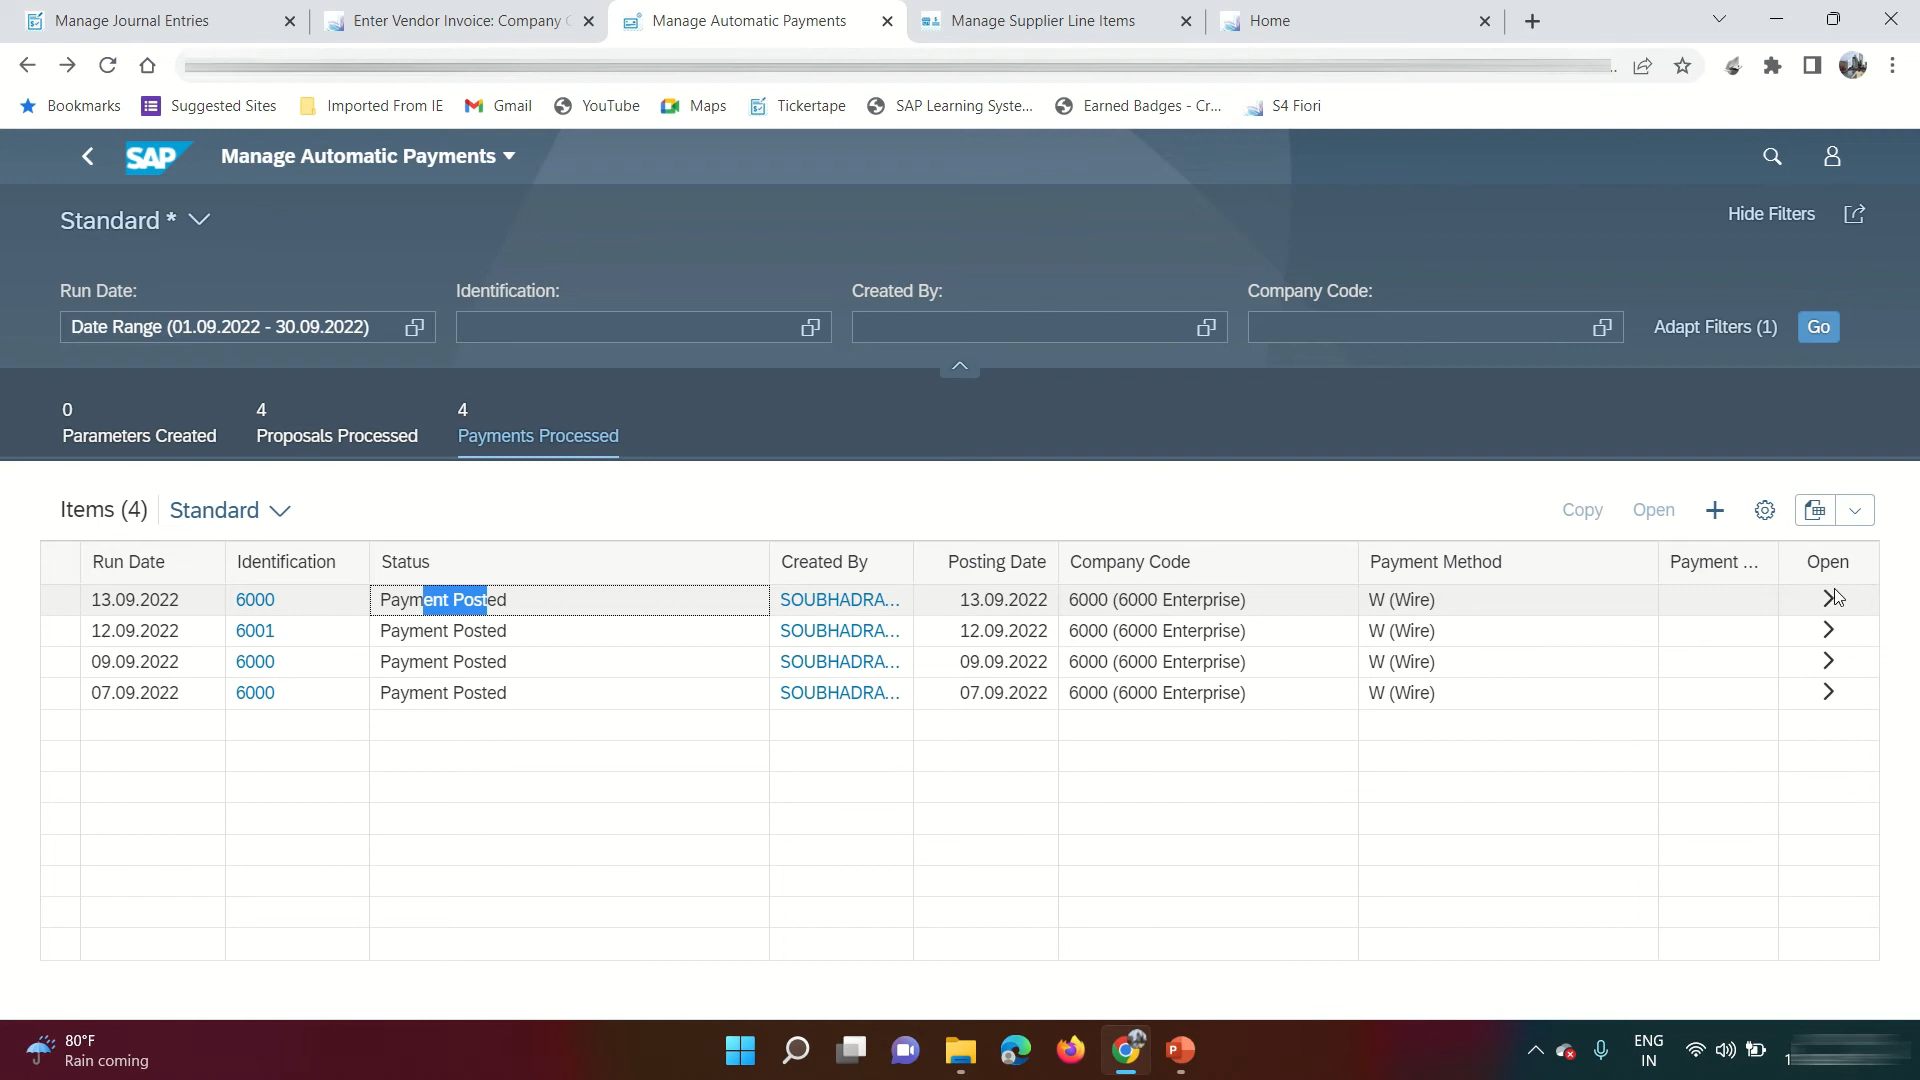 Manage Journal Entries
Enter Vendor Invoice: Company C
Manage Automatic Payments
Manage Supplier Line Items
Home
Bookmarks
Suggested Sites
Imported From IE
Gmail
YouTube
Maps
Tickertape
SAP Learning Syste...
Earned Badges - Cr...
S4 Fiori
SAP
Manage Automatic Payments
Standard *
Hide Filters
Run Date:
Identification:
Created By:
Company Code:
Date Range (01.09.2022 - 30.09.2022)
Adapt Filters (1)
Go
0
4
4
Parameters Created
Proposals Processed
Payments Processed
Items (4)
Standard
Copy
Open
Run Date Identification Status Created By Posting Date Company Code Payment Method Payment ... Open
13.09.2022 6000 Payment Posted SOUBHADRA... 13.09.2022 6000 (6000 Enterprise) W (Wire)
12.09.2022 6001 Payment Posted SOUBHADRA... 12.09.2022 6000 (6000 Enterprise) W (Wire)
09.09.2022 6000 Payment Posted SOUBHADRA... 09.09.2022 6000 (6000 Enterprise) W (Wire)
07.09.2022 6000 Payment Posted SOUBHADRA... 07.09.2022 6000 (6000 Enterprise) W (Wire)
80°F
Rain coming
ENG
IN